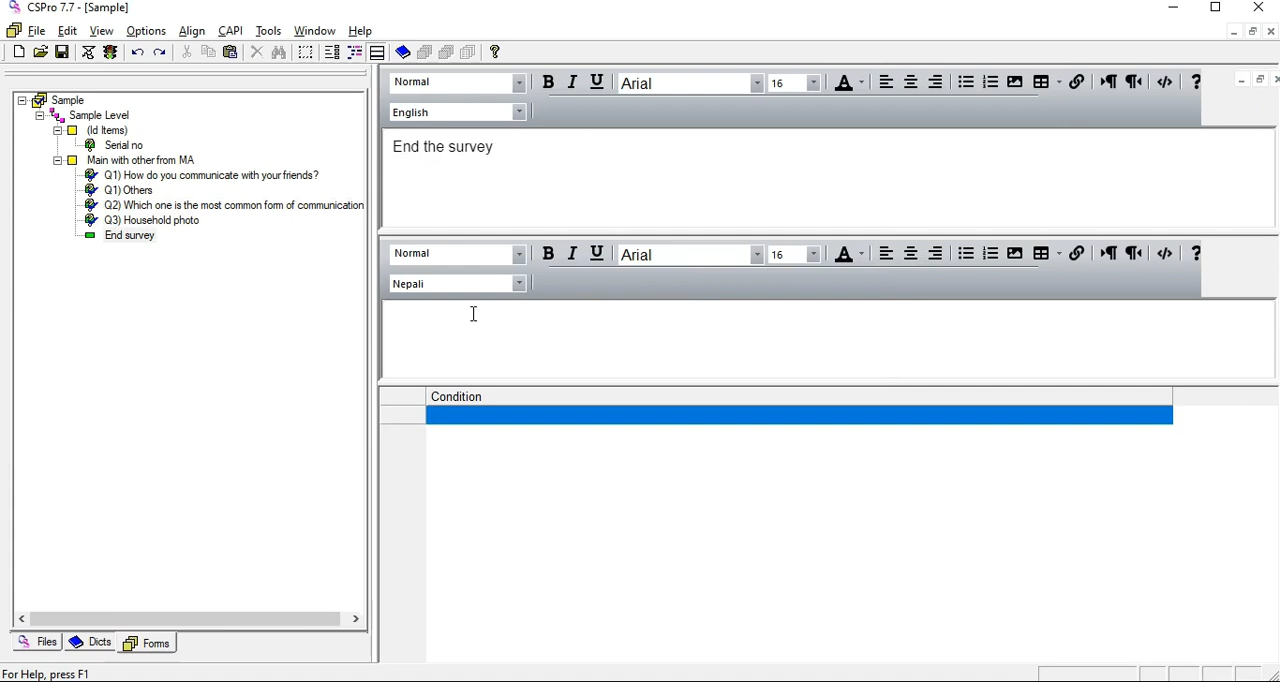 CSPro 7.7 - [Sample]
File Edit View Options Align CAPI Tools Window Help
Sample
Sample Level
(Id Items)
Serial no
Main with other from MA
Q1) How do you communicate with your friends?
Q1) Others
Q2) Which one is the most common form of communication
Q3) Household photo
End survey
Files Dicts Forms
Normal B I U Arial 16 A
English
End the survey
Normal B I U Arial 16 A
Nepali
Condition
For Help, press F1